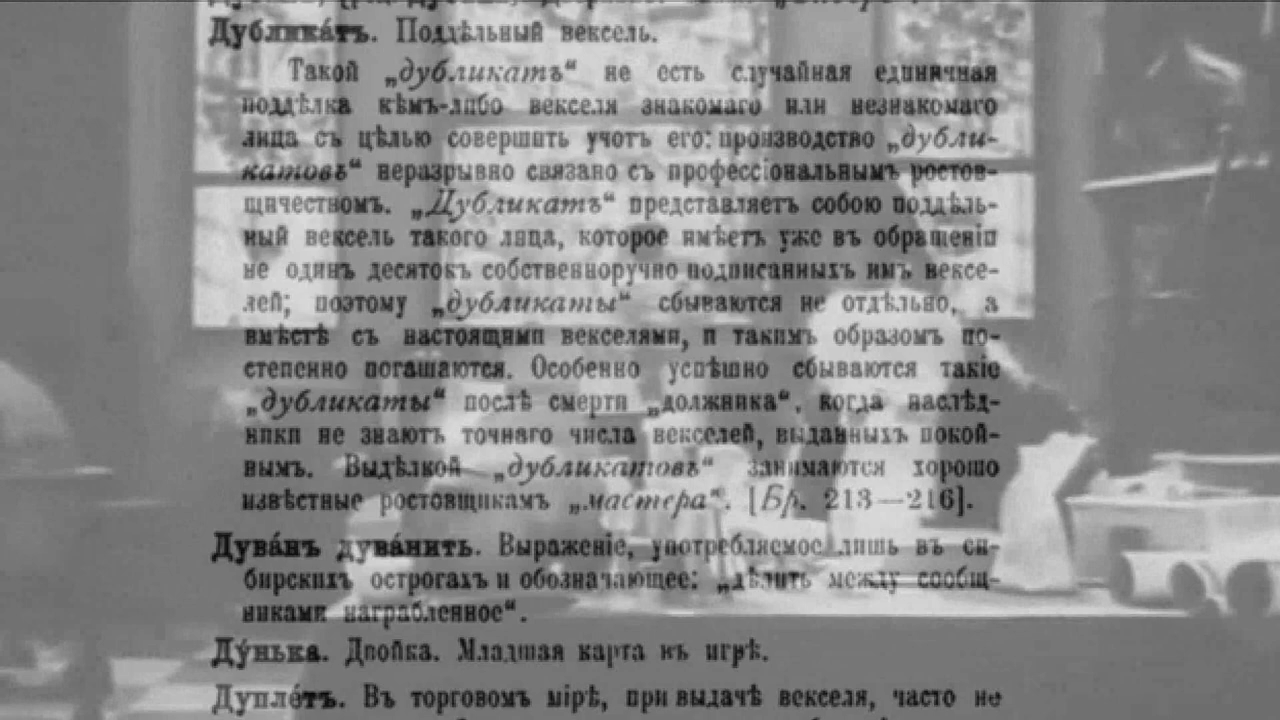 Дублика́тъ. Поддѣльный вексель.
Такой „дубликатъ“ не есть случайная единичная
поддѣлка кѣмъ-либо векселя знакомаго или незнакомаго
лица съ цѣлью совершить учотъ его: производство „дубли-
катовъ“ неразрывно связано съ профессіональнымъ ростов-
щичествомъ. „Дубликатъ“ представляетъ собою поддѣль-
ный вексель такого лица, которое имѣетъ уже въ обращеніи
не одинъ десятокъ собственноручно подписанныхъ имъ вексе-
лей; поэтому „дубликаты“ сбываются не отдѣльно, а
вмѣстѣ съ настоящими векселями, и такимъ образомъ по-
степенно погашаются. Особенно успѣшно сбываются такіе
„дубликаты“ послѣ смерти „должника“, когда наслѣд-
ники не знаютъ точнаго числа векселей, выданныхъ покой-
нымъ. Выдѣлкой „дубликатовъ“ занимаются хорошо
извѣстные ростовщикамъ „мастера“. [Бр. 213—216].
Дува́нъ дува́нить. Выраженіе, употребляемое лишь въ си-
бирскихъ острогахъ и обозначающее: „дѣлить между сообщ-
никами награбленное“.
Ду́нька. Двойка. Младшая карта въ игрѣ.
Дупле́тъ. Въ торговомъ мірѣ, при выдачѣ векселя, часто не